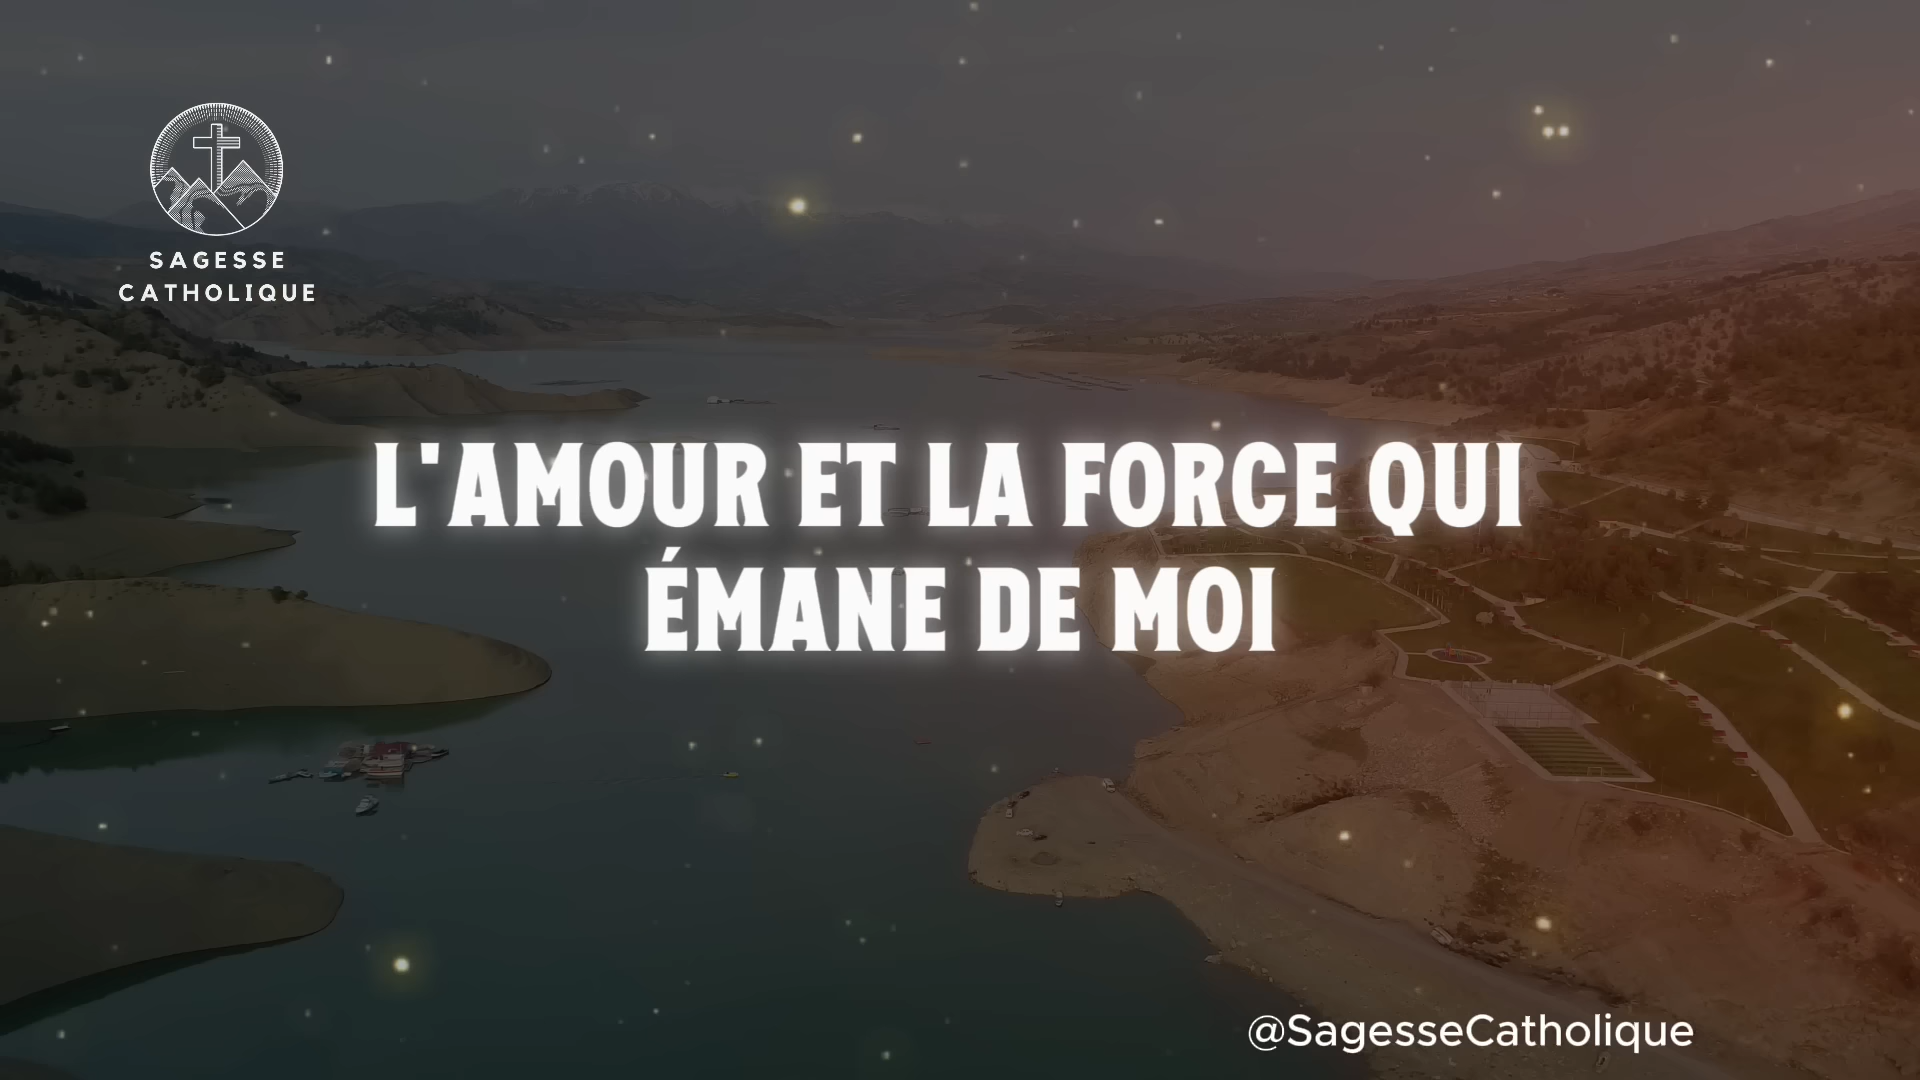 SAGESSE
CATHOLIQUE
L'AMOUR ET LA FORCE QUI
ÉMANE DE MOI
@SagesseCatholique